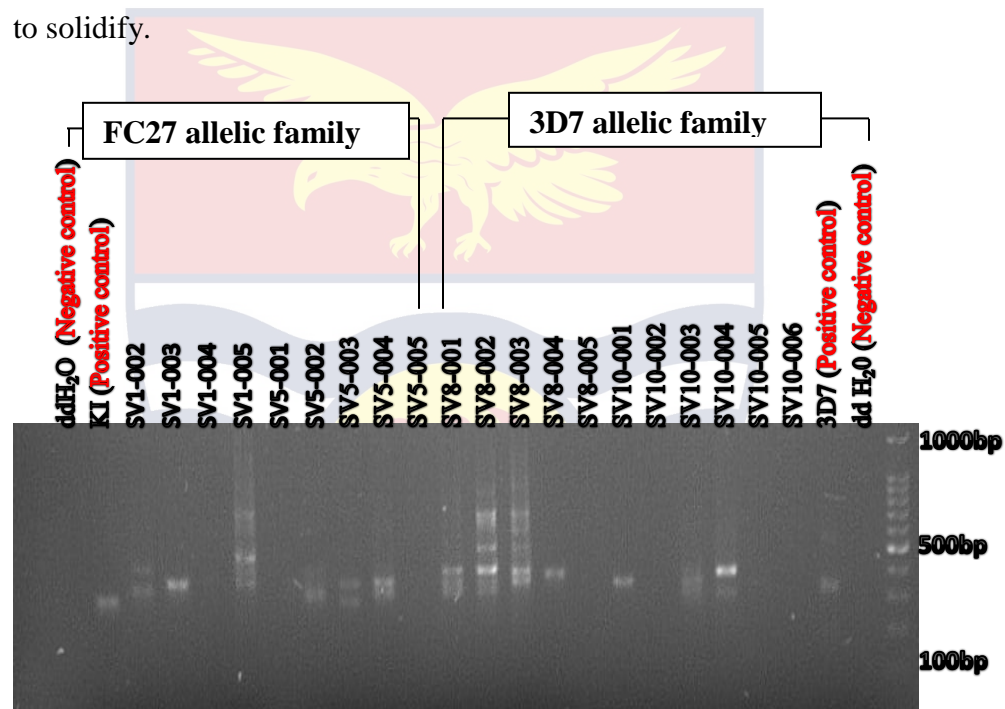 to solidify.
FC27 allelic family
3D7 allelic family
ddH₂O (Negative control)
KI (Positive control)
SV1-002
SV1-003
SV1-004
SV1-005
SV5-001
SV5-002
SV5-003
SV5-004
SV5-005
SV8-001
SV8-002
SV8-003
SV8-004
SV8-005
SV10-001
SV10-002
SV10-003
SV10-004
SV10-005
SV10-006
3D7 (Positive control)
dd H₂0 (Negative control)
1000bp
500bp
100bp